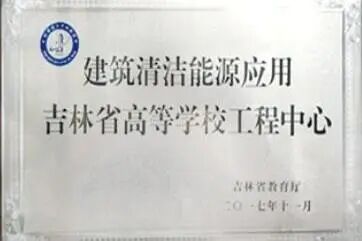 建筑清洁能源应用
吉林省高等学校工程中心
吉林省教育厅
二〇一七年十一月